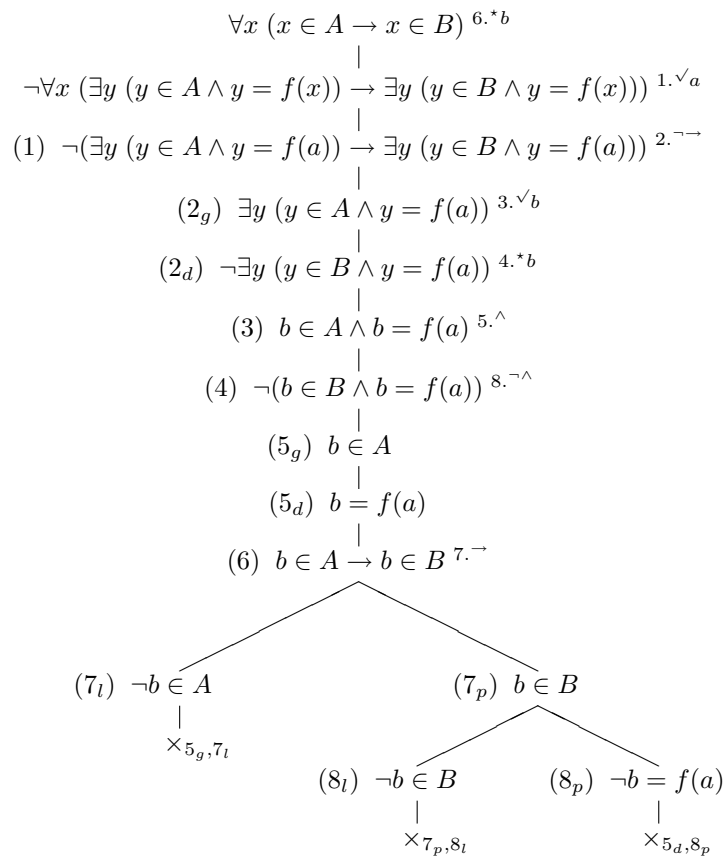 ∀x (x ∈ A → x ∈ B) 6.⋆b
¬∀x (∃y (y ∈ A ∧ y = f(x)) → ∃y (y ∈ B ∧ y = f(x))) 1.√a
(1) ¬(∃y (y ∈ A ∧ y = f(a)) → ∃y (y ∈ B ∧ y = f(a))) 2.¬→
(2g) ∃y (y ∈ A ∧ y = f(a)) 3.√b
(2d) ¬∃y (y ∈ B ∧ y = f(a)) 4.⋆b
(3) b ∈ A ∧ b = f(a) 5.∧
(4) ¬(b ∈ B ∧ b = f(a)) 8.¬∧
(5g) b ∈ A
(5d) b = f(a)
(6) b ∈ A → b ∈ B 7.→
(7l) ¬b ∈ A (7p) b ∈ B
×5g,7l
(8l) ¬b ∈ B (8p) ¬b = f(a)
×7p,8l ×5d,8p